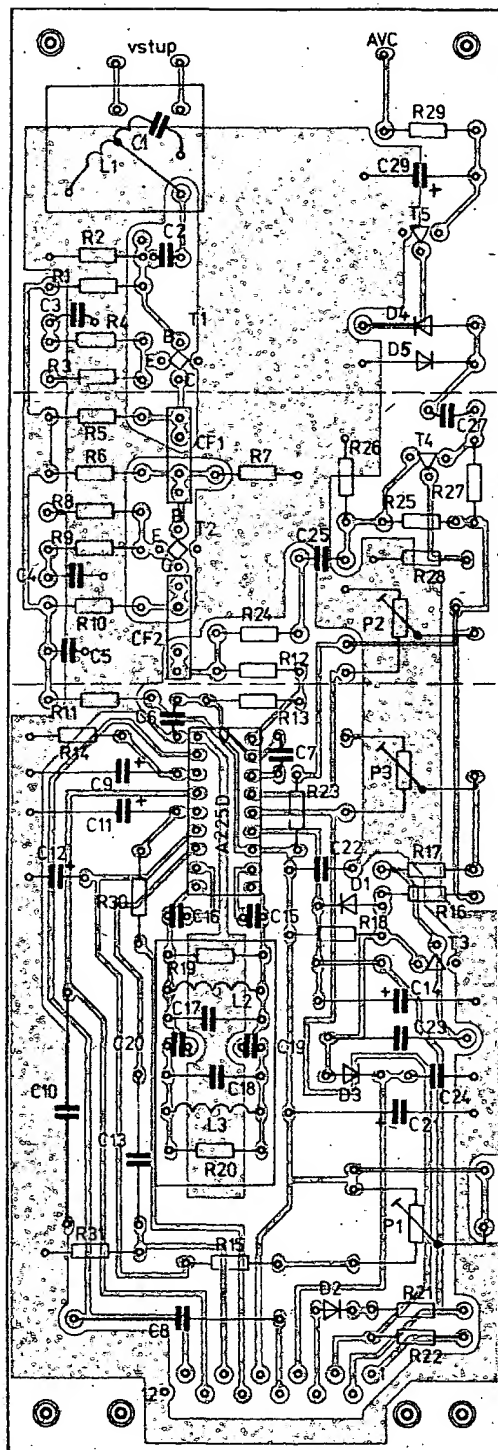 vstup
AVC
C1
L1
R29
C29
+
T5
R2
C2
R1
C3
R4
T1
B
E
C
R3
D4
D5
C27
R5
CF1
R6
R7
R26
T4
R27
R8
B
T2
E
R25
R9
C25
R28
C4
R10
R24
P2
CF2
C5
R12
R11
R13
C6
R14
C7
C9
+
P3
R23
C11
+
A225D
C12
+
C22
R17
D1
R30
R16
C16
C15
R18
T3
R19
L2
+
C14
C17
C20
C19
C23
C18
D3
C24
C10
L3
C21
+
C13
R20
P1
R31
R15
D2
R21
C8
R22
12
1